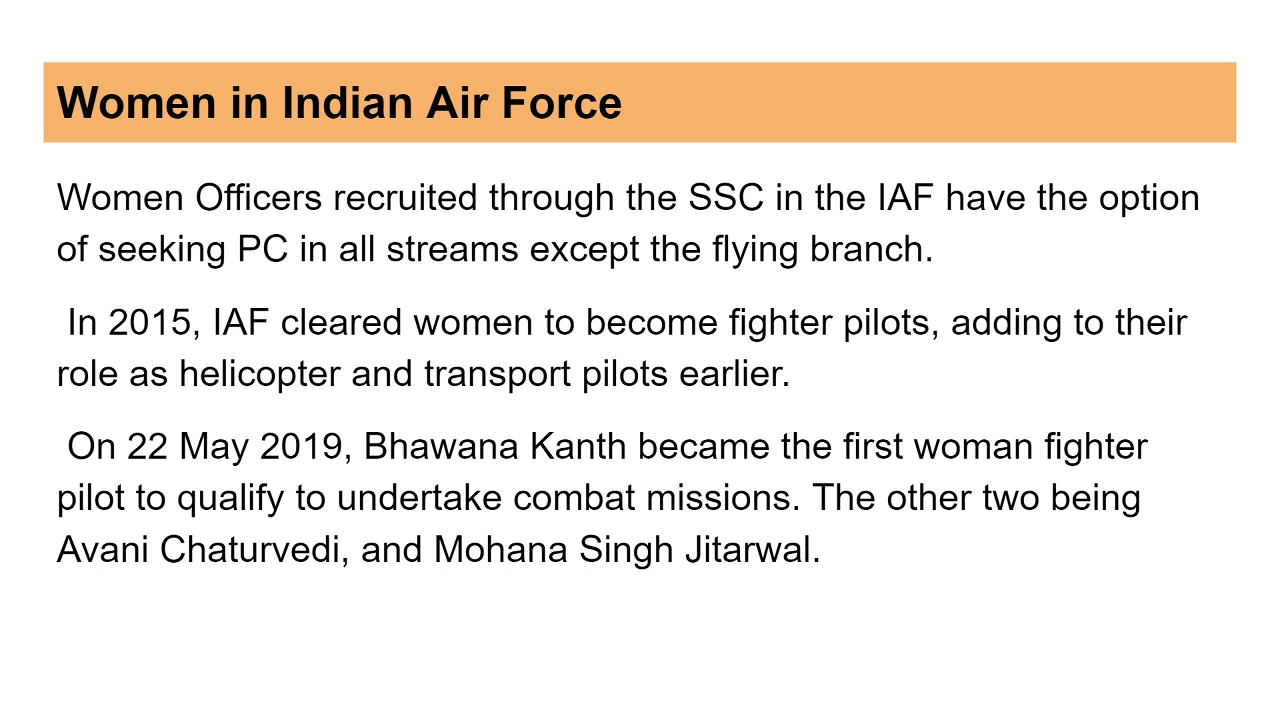 Women in Indian Air Force
Women Officers recruited through the SSC in the IAF have the option
of seeking PC in all streams except the flying branch.
In 2015, IAF cleared women to become fighter pilots, adding to their
role as helicopter and transport pilots earlier.
On 22 May 2019, Bhawana Kanth became the first woman fighter
pilot to qualify to undertake combat missions. The other two being
Avani Chaturvedi, and Mohana Singh Jitarwal.